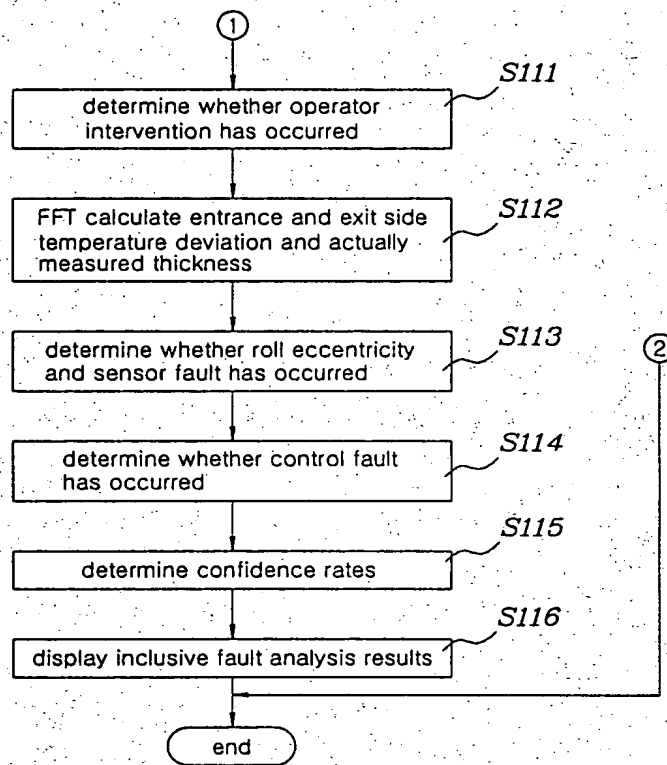 1
S111
determine whether operator
intervention has occurred
S112
FFT calculate entrance and exit side
temperature deviation and actually
measured thickness
S113
determine whether roll eccentricity
and sensor fault has occurred
2
S114
determine whether control fault
has occurred
S115
determine confidence rates
S116
display inclusive fault analysis results
end